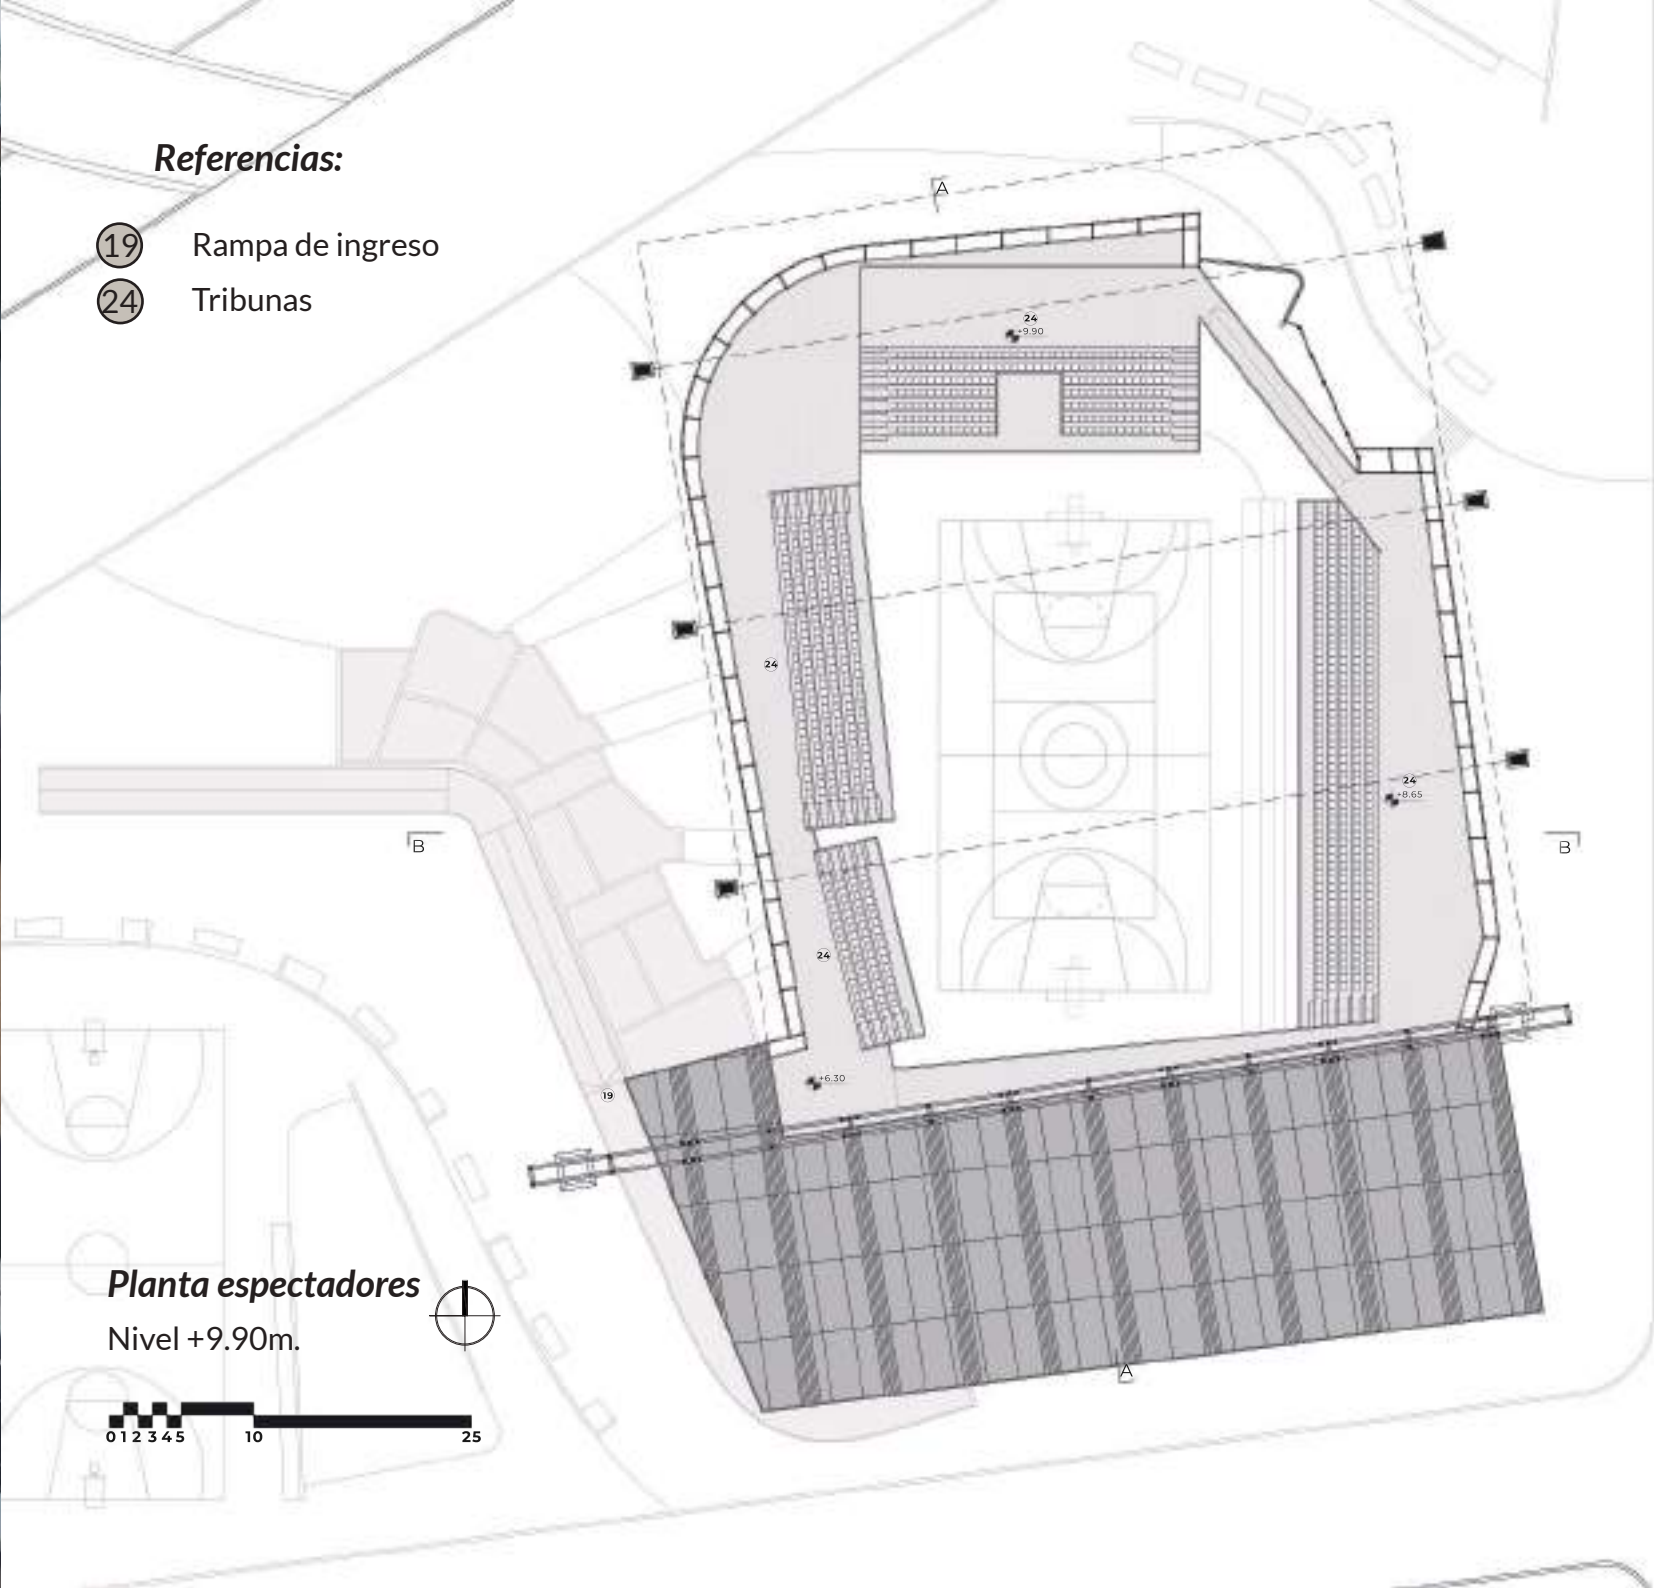 Referencias:
19 Rampa de ingreso
24 Tribunas
A
24
+9.90
24
24
+8.65
B
B
24
+6.30
19
Planta espectadores
Nivel +9.90m.
A
0 1 2 3 4 5 10 25